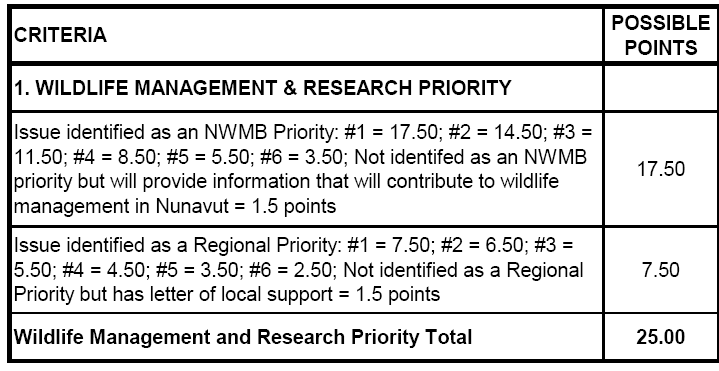 CRITERIA
POSSIBLE
POINTS
1. WILDLIFE MANAGEMENT & RESEARCH PRIORITY
Issue identified as an NWMB Priority: #1 = 17.50; #2 = 14.50; #3 =
11.50; #4 = 8.50; #5 = 5.50; #6 = 3.50; Not identifed as an NWMB
priority but will provide information that will contribute to wildlife
management in Nunavut = 1.5 points
17.50
Issue identified as a Regional Priority: #1 = 7.50; #2 = 6.50; #3 =
5.50; #4 = 4.50; #5 = 3.50; #6 = 2.50; Not identified as a Regional
Priority but has letter of local support = 1.5 points
7.50
Wildlife Management and Research Priority Total
25.00